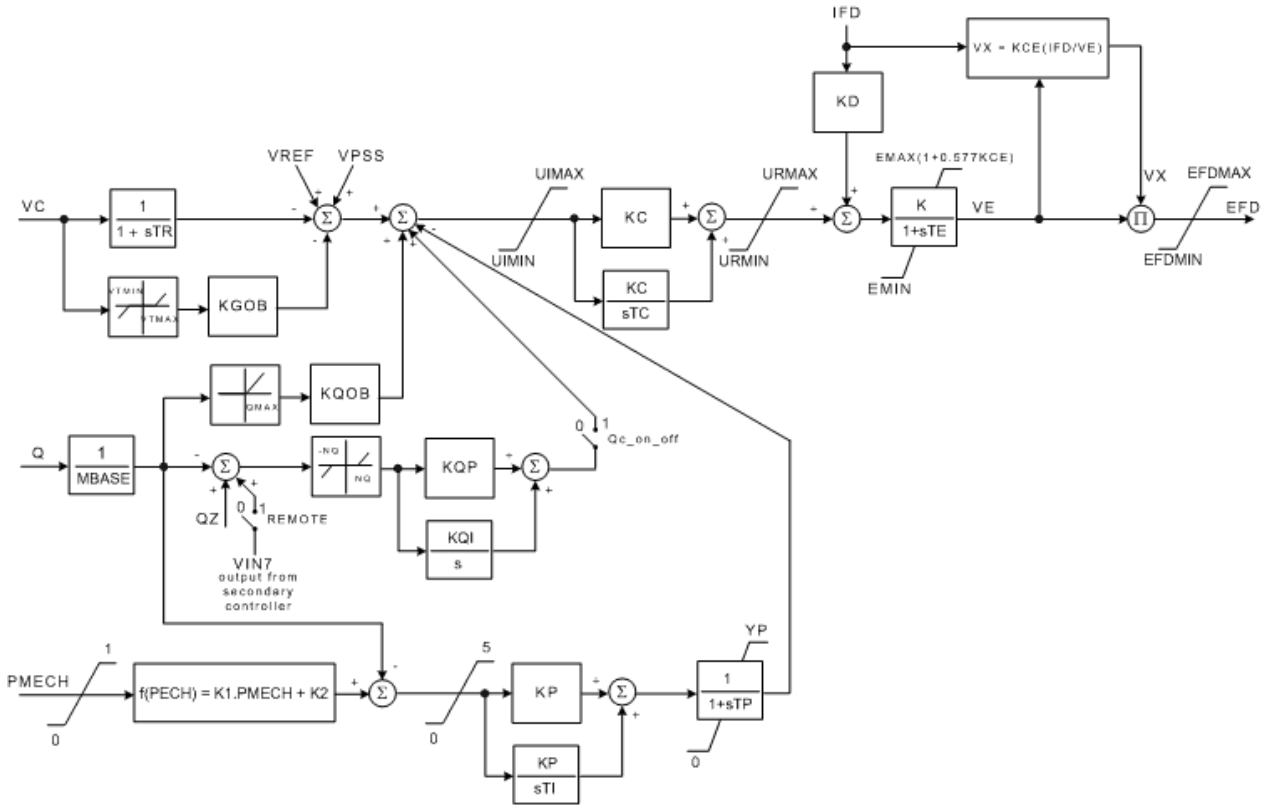 IFD
VX = KCE(IFD/VE)
KD
VREF
VPSS
EMAX(1+0.577KCE)
UIMAX
URMAX
VX
EFDMAX
VC
1
1 + sTR
-
+
+
Σ
-
+
Σ
-
+
+
KC
+
Σ
+
+
+
Σ
K
1+sTE
VE
Π
EFD
UIMIN
URMIN
EFDMIN
EMIN
VTMIN
VTMAX
KGOB
KC
sTC
QMAX
KQOB
0
1
Qc_on_off
Q
1
MBASE
-
Σ
+
+
-NQ
NQ
KQP
+
Σ
+
QZ
0
1
REMOTE
VIN7
output from
secondary
controller
KQI
s
YP
1
5
-
PMECH
f(PECH) = K1.PMECH + K2
+
Σ
KP
+
Σ
+
1
1+sTP
0
0
0
KP
sTI